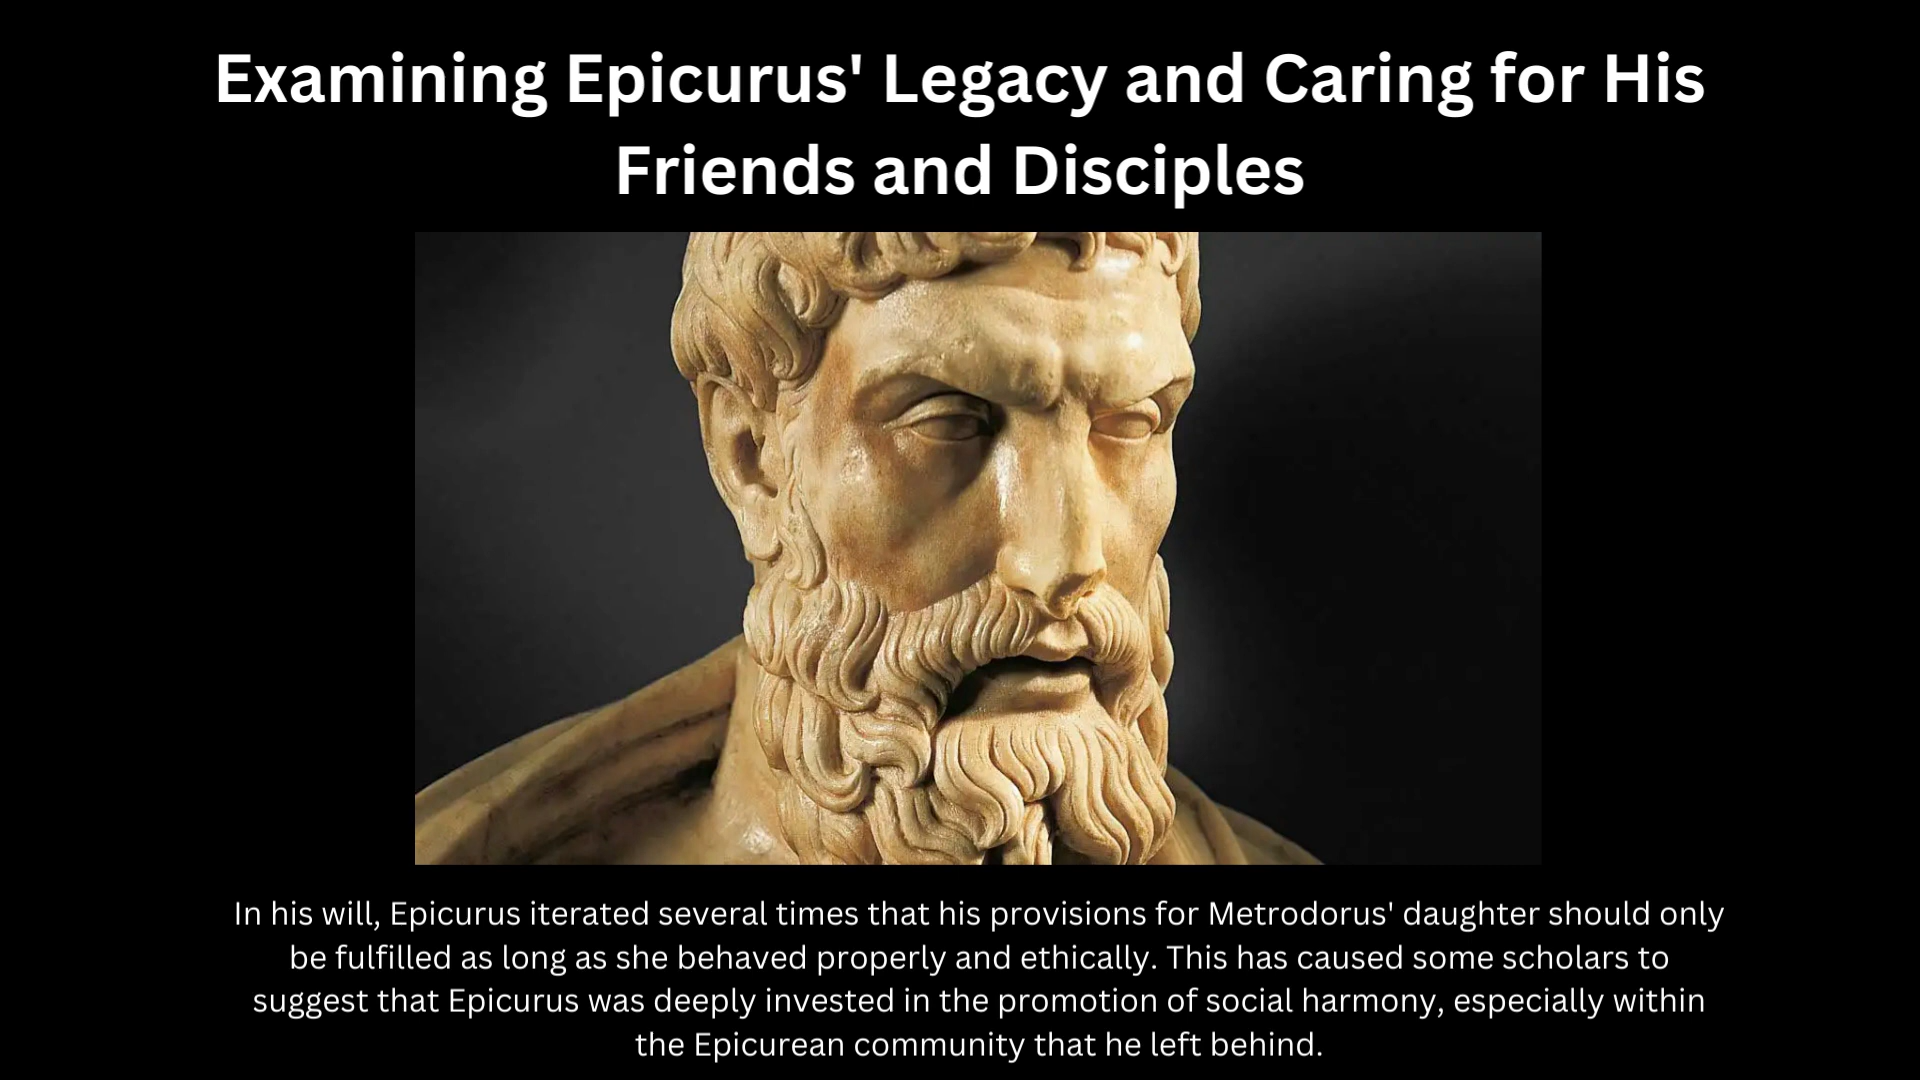 Examining Epicurus' Legacy and Caring for His
Friends and Disciples
In his will, Epicurus iterated several times that his provisions for Metrodorus' daughter should only
be fulfilled as long as she behaved properly and ethically. This has caused some scholars to
suggest that Epicurus was deeply invested in the promotion of social harmony, especially within
the Epicurean community that he left behind.